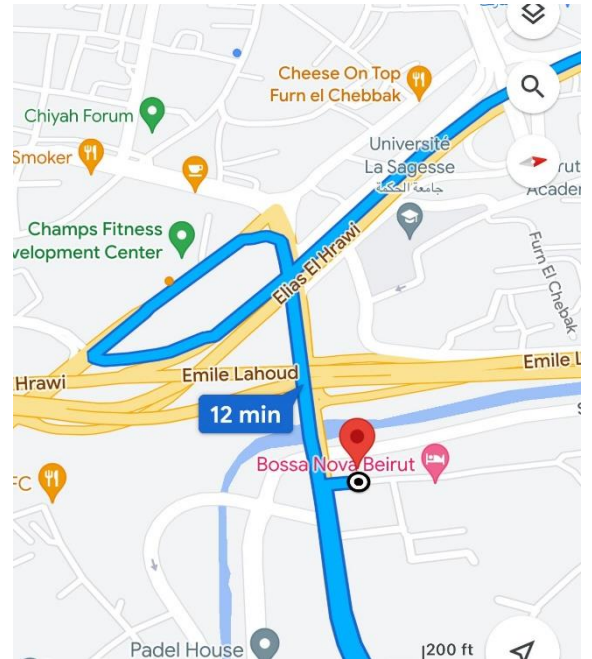 Cheese On Top
Furn el Chebbak
Chiyah Forum
Smoker
Université
La Sagesse
جامعة الحكمة
Acade
Champs Fitness
velopment Center
Elias El Hrawi
Furn El Chebak
Hrawi
Emile Lahoud
Emile L
12 min
Bossa Nova Beirut
FC
Padel House
200 ft